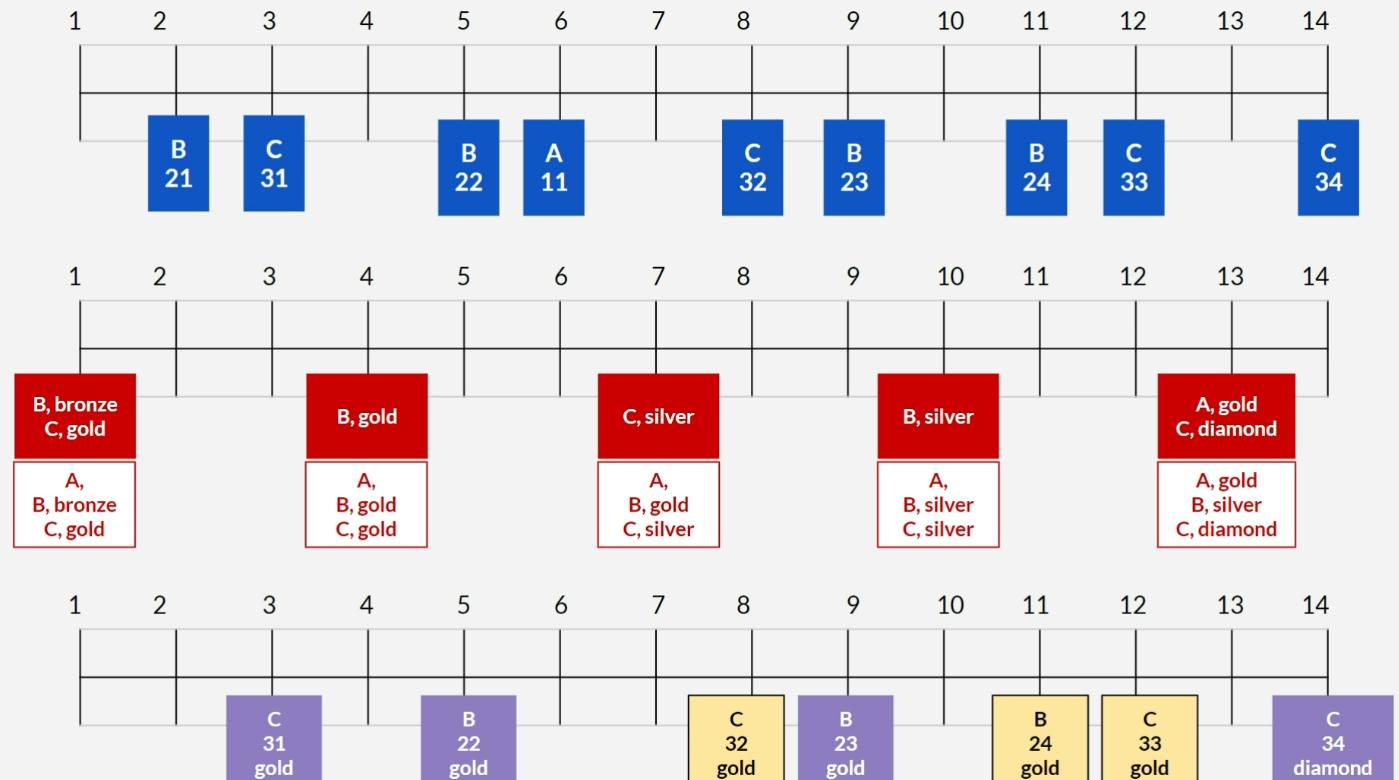 1 2 3 4 5 6 7 8 9 10 11 12 13 14
B C B A C B B C C
21 31 22 11 32 23 24 33 34
1 2 3 4 5 6 7 8 9 10 11 12 13 14
B, bronze
C, gold
B, gold
C, silver
B, silver
A, gold
C, diamond
A,
B, bronze
C, gold
A,
B, gold
C, gold
A,
B, gold
C, silver
A,
B, silver
C, silver
A, gold
B, silver
C, diamond
1 2 3 4 5 6 7 8 9 10 11 12 13 14
C
31
gold
B
22
gold
C
32
gold
B
23
gold
B
24
gold
C
33
gold
C
34
diamond